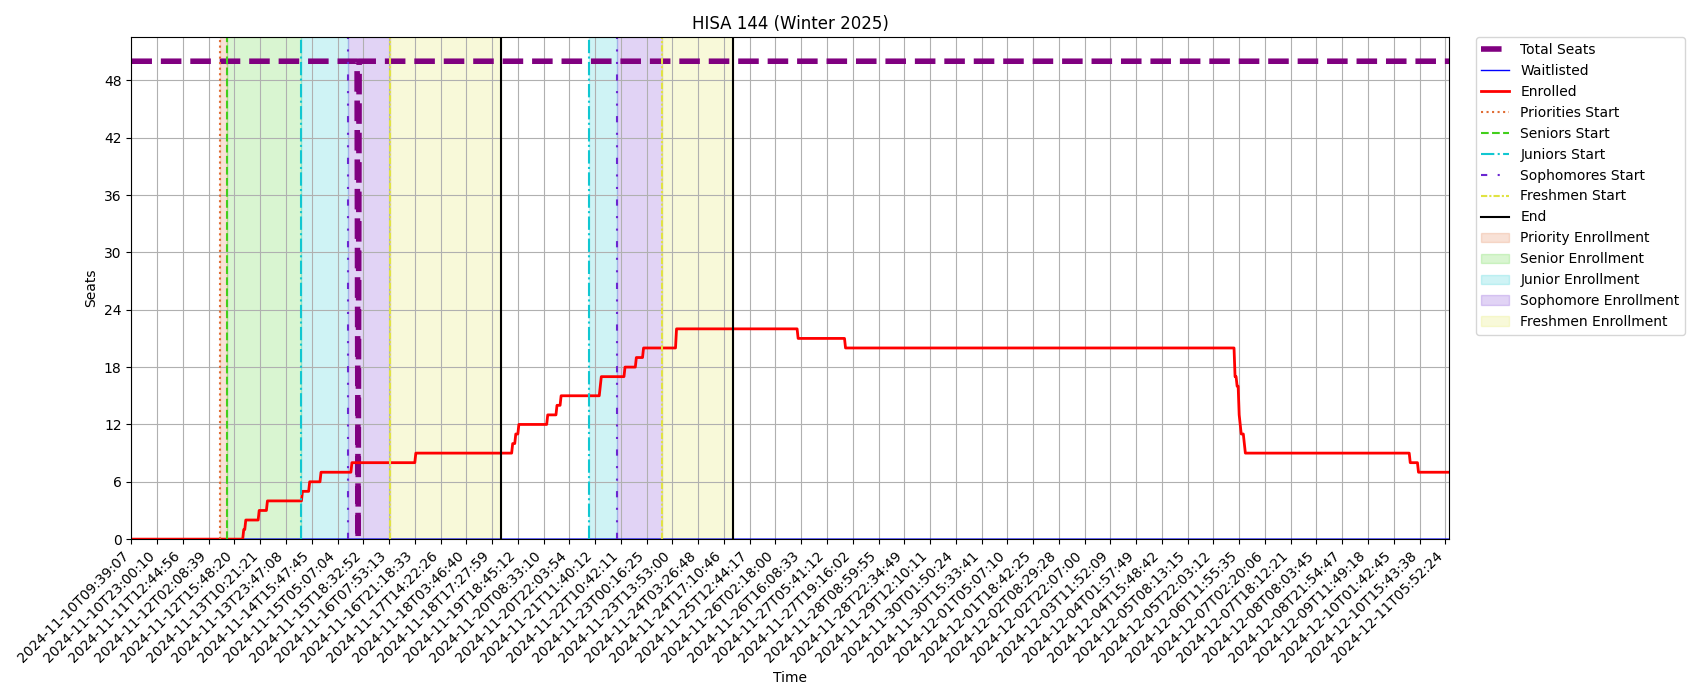 HISA 144 (Winter 2025)
Seats
48
42
36
30
24
18
12
6
0
2024-11-10T09:39:07
2024-11-10T23:00:10
2024-11-11T12:44:56
2024-11-12T02:08:39
2024-11-12T15:48:20
2024-11-13T10:21:21
2024-11-13T23:47:08
2024-11-14T15:47:45
2024-11-15T05:07:04
2024-11-15T18:32:52
2024-11-16T07:53:13
2024-11-16T21:18:33
2024-11-17T14:22:26
2024-11-18T03:46:40
2024-11-18T17:27:59
2024-11-19T18:45:12
2024-11-20T08:33:10
2024-11-20T22:03:54
2024-11-21T11:40:12
2024-11-22T10:42:11
2024-11-23T00:16:25
2024-11-23T13:53:00
2024-11-24T03:26:48
2024-11-24T17:10:46
2024-11-25T12:44:17
2024-11-26T02:18:00
2024-11-26T16:08:33
2024-11-27T05:41:12
2024-11-27T19:16:02
2024-11-28T08:59:55
2024-11-28T22:34:49
2024-11-29T12:10:11
2024-11-30T01:50:24
2024-11-30T15:33:41
2024-12-01T05:07:10
2024-12-01T18:42:25
2024-12-02T08:29:28
2024-12-02T22:07:00
2024-12-03T11:52:09
2024-12-04T01:57:49
2024-12-04T15:48:42
2024-12-05T08:13:15
2024-12-05T22:03:12
2024-12-06T11:55:35
2024-12-07T02:20:06
2024-12-07T18:12:21
2024-12-08T08:03:45
2024-12-08T21:54:47
2024-12-09T11:49:18
2024-12-10T01:42:45
2024-12-10T15:43:38
2024-12-11T05:52:24
Time
Total Seats
Waitlisted
Enrolled
Priorities Start
Seniors Start
Juniors Start
Sophomores Start
Freshmen Start
End
Priority Enrollment
Senior Enrollment
Junior Enrollment
Sophomore Enrollment
Freshmen Enrollment